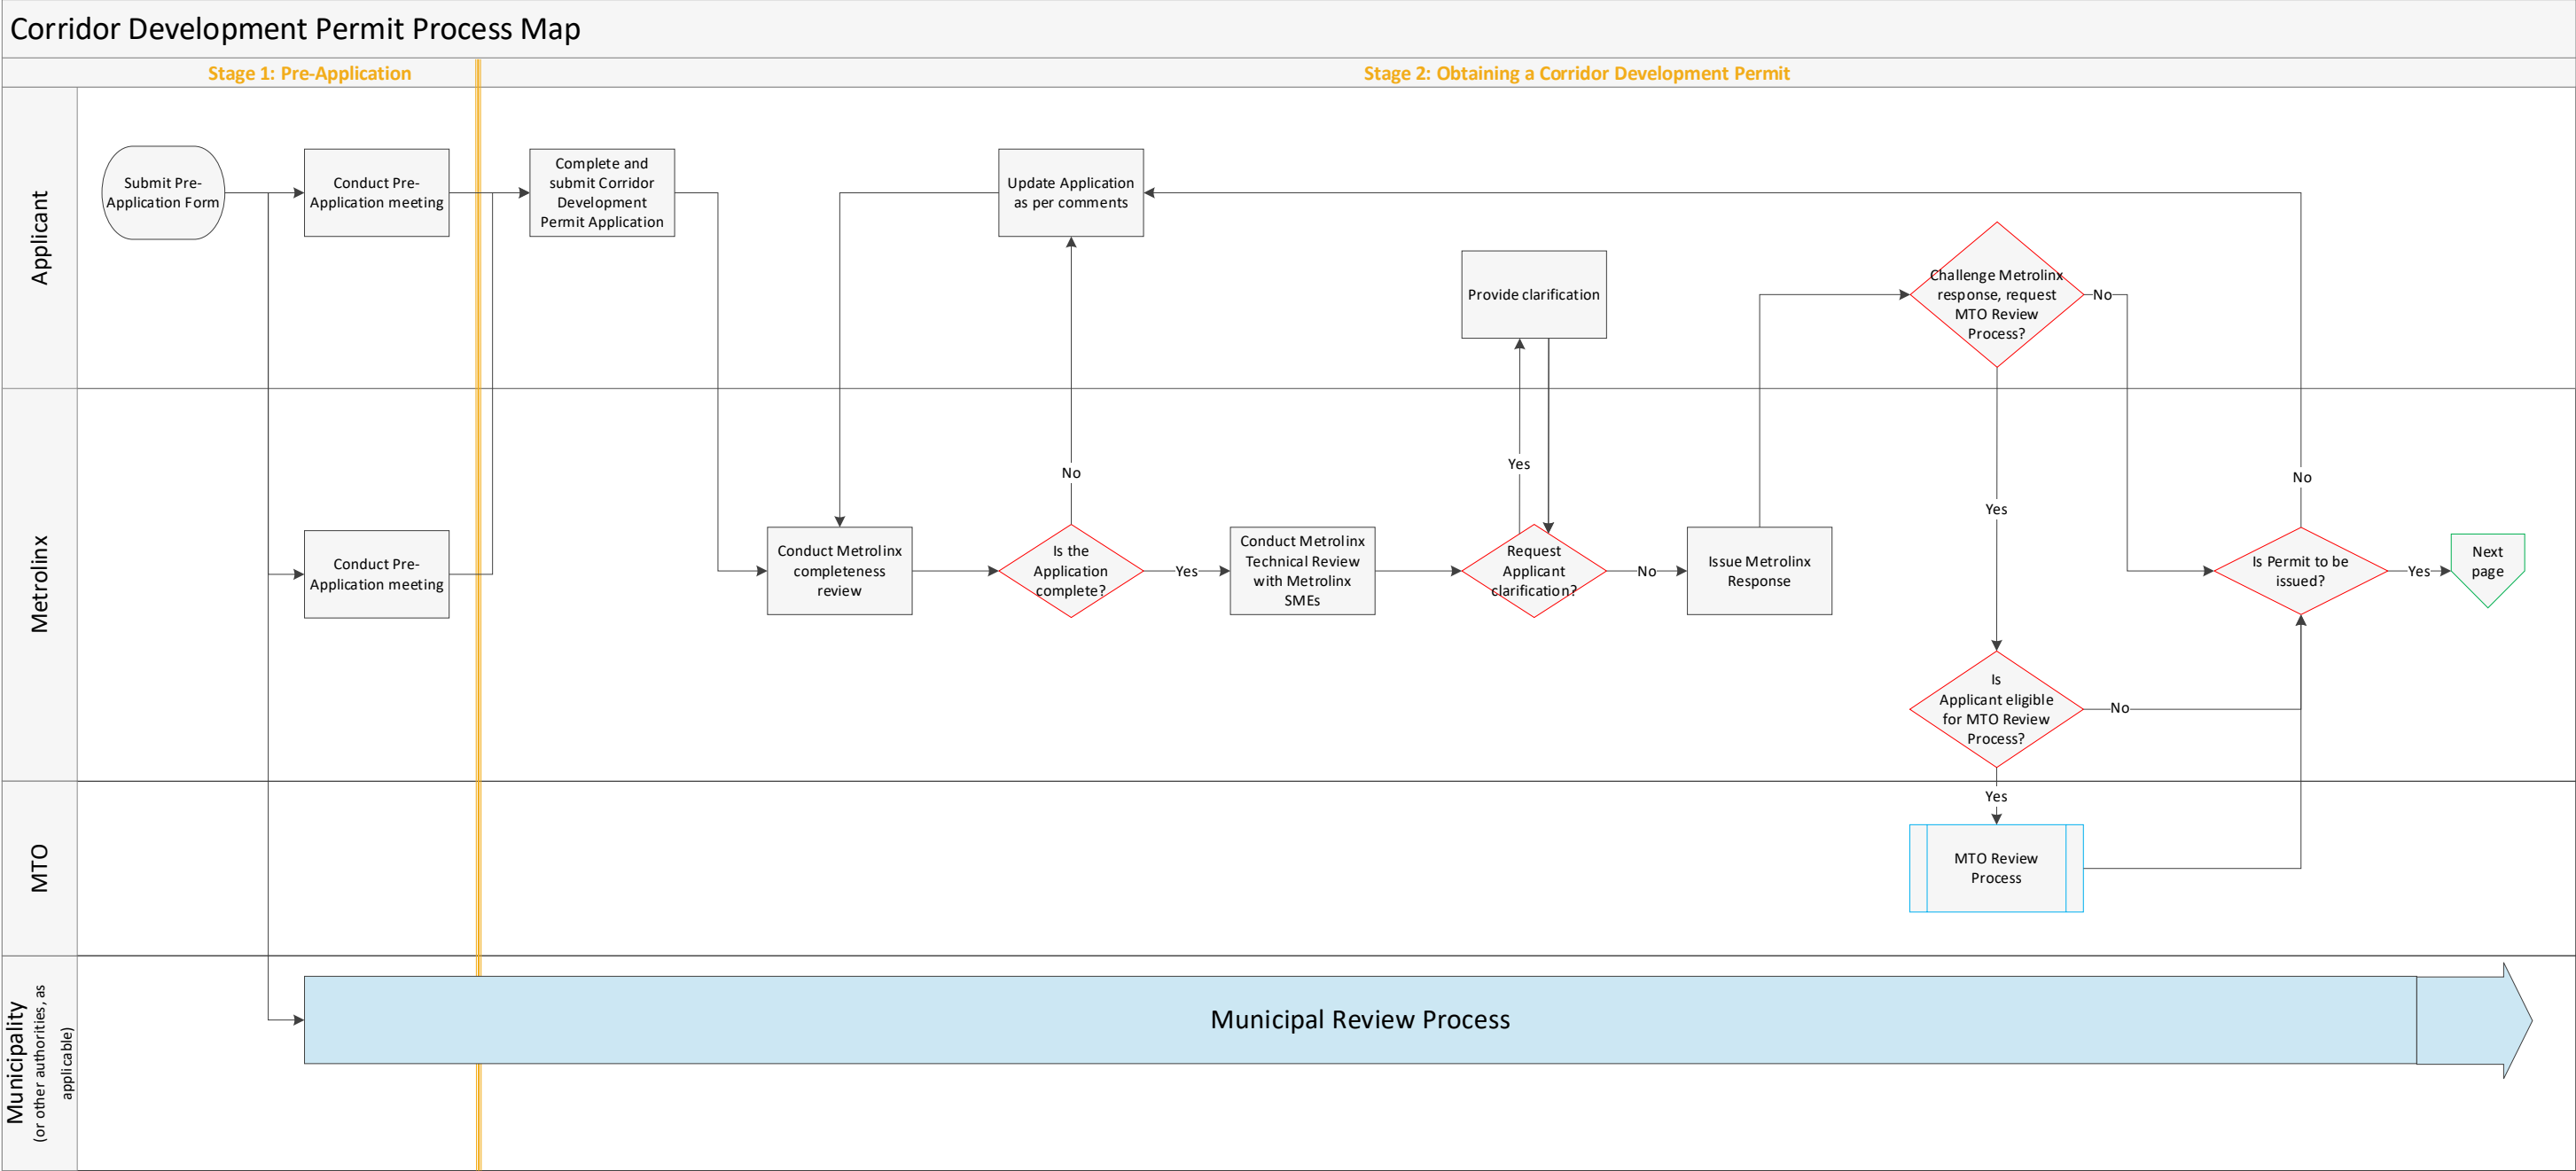 Corridor Development Permit Process Map
Stage 1: Pre-Application
Stage 2: Obtaining a Corridor Development Permit
Applicant
Submit Pre-
Application Form
Conduct Pre-
Application meeting
Complete and
submit Corridor
Development
Permit Application
Update Application
as per comments
Provide clarification
Challenge Metrolinx
response, request
MTO Review
Process?
No
Yes
Metrolinx
Conduct Pre-
Application meeting
Conduct Metrolinx
completeness
review
Is the
Application
complete?
No
Yes
Conduct Metrolinx
Technical Review
with Metrolinx
SMEs
Request
Applicant
clarification?
Yes
No
Issue Metrolinx
Response
Is
Applicant eligible
for MTO Review
Process?
No
Yes
Is Permit to be
issued?
No
Yes
Next
page
MTO
MTO Review
Process
Municipality
(or other authorities, as
applicable)
Municipal Review Process